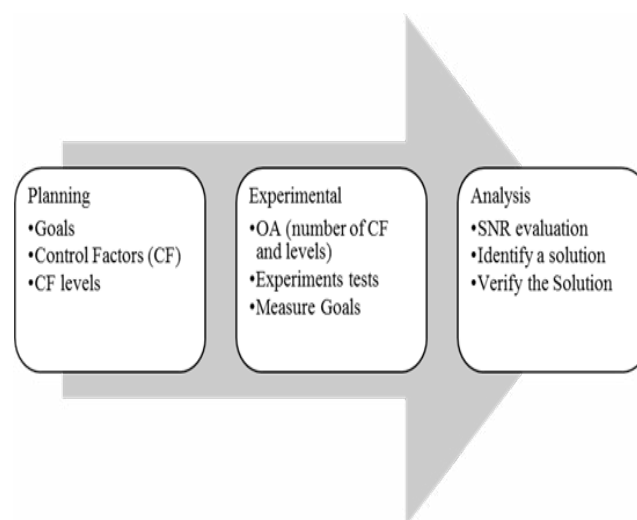 Planning
•Goals
•Control Factors (CF)
•CF levels
Experimental
•OA (number of CF
and levels)
•Experiments tests
•Measure Goals
Analysis
•SNR evaluation
•Identify a solution
•Verify the Solution